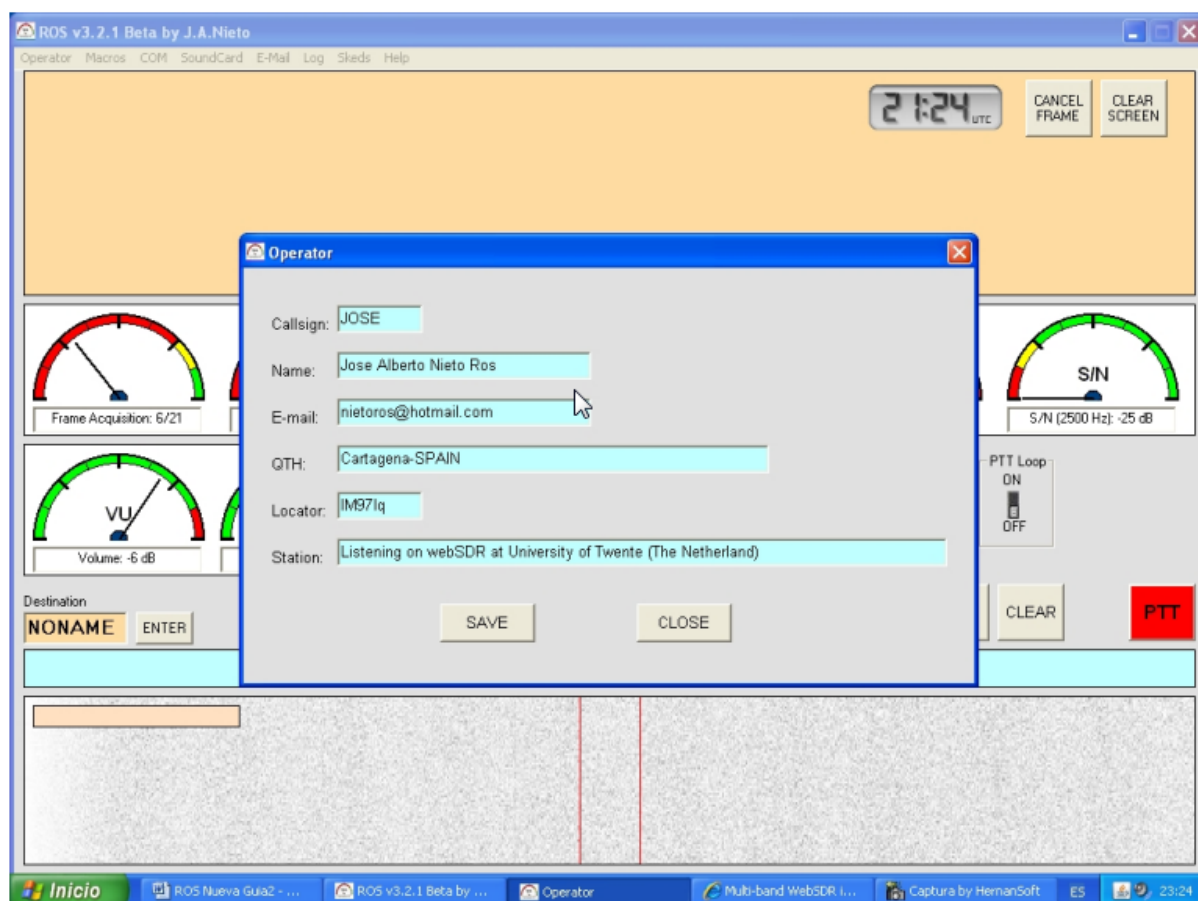 ROS v3.2.1 Beta by J.A.Nieto
Operator Macros COM SoundCard E-Mail Log Skeds Help
21:24 UTC
CANCEL FRAME
CLEAR SCREEN
Operator
Callsign: JOSE
Name: Jose Alberto Nieto Ros
E-mail: nietoros@hotmail.com
QTH: Cartagena-SPAIN
Locator: IM97lq
Station: Listening on webSDR at University of Twente (The Netherland)
SAVE CLOSE
Frame Acquisition: 6/21
S/N
S/N (2500 Hz): -25 dB
VU
Volume: -6 dB
PTT Loop
ON
OFF
Destination
NONAME ENTER
CLEAR
PTT
Inicio ROS Nueva Guia2 - ... ROS v3.2.1 Beta by ... Operator Multi-band WebSDR i... Captura by HernanSoft ES 23:24